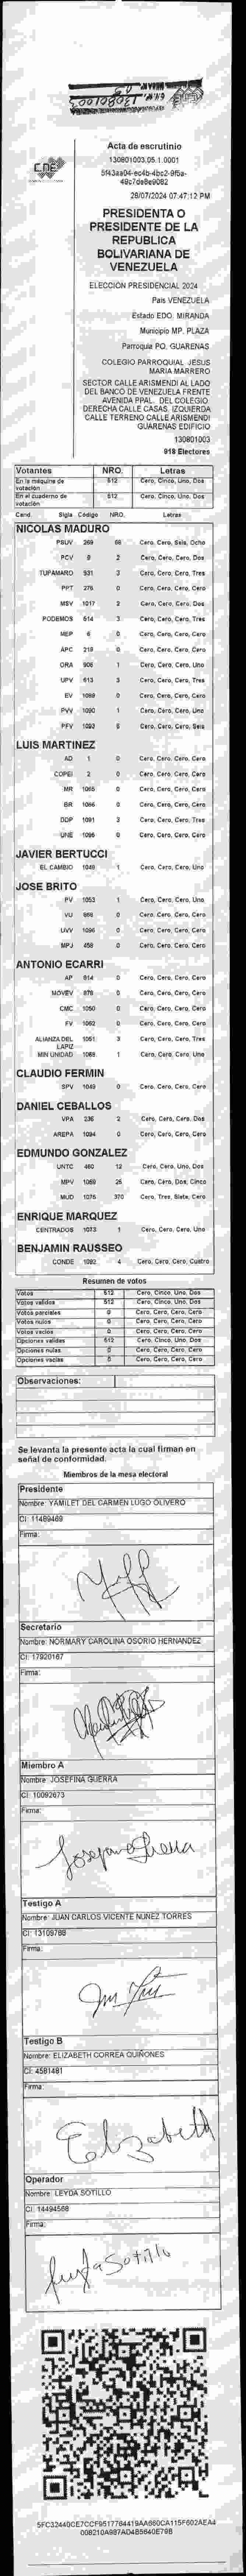 CNE
Acta de escrutinio
130801003.05.1.0001
28/07/2024 07:47:12 PM
PRESIDENTA O
PRESIDENTE DE LA
REPUBLICA
BOLIVARIANA DE
VENEZUELA
ELECCIÓN PRESIDENCIAL 2024
País VENEZUELA
Estado EDO. MIRANDA
Municipio MP. PLAZA
Parroquia PQ. GUARENAS
COLEGIO PARROQUIAL JESUS
MARIA MARRERO
SECTOR CALLE ARISMENDI AL LADO
DEL BANCO DE VENEZUELA FRENTE
AVENIDA PPAL. DEL COLEGIO.
DERECHA CALLE CASAS. IZQUIERDA
CALLE TERRENO CALLE ARISMENDI
GUARENAS EDIFICIO
130801003
918 Electores
Votantes NRO. Letras
En la máquina de votación 512 Cero, Cinco, Uno, Dos
En el cuaderno de votación 512 Cero, Cinco, Uno, Dos
Cand. Sigla Código NRO. Letras
NICOLAS MADURO
PSUV 269 68 Cero, Cero, Seis, Ocho
PCV 9 2 Cero, Cero, Cero, Dos
TUPAMARO 531 3 Cero, Cero, Cero, Tres
PPT 275 0 Cero, Cero, Cero, Cero
MSV 1017 2 Cero, Cero, Cero, Dos
PODEMOS 514 3 Cero, Cero, Cero, Tres
MEP 6 0 Cero, Cero, Cero, Cero
APC 218 0 Cero, Cero, Cero, Cero
ORA 906 1 Cero, Cero, Cero, Uno
UPV 613 3 Cero, Cero, Cero, Tres
EV 1089 0 Cero, Cero, Cero, Cero
PVV 1090 1 Cero, Cero, Cero, Uno
PFV 1093 6 Cero, Cero, Cero, Seis
LUIS MARTINEZ
AD 1 0 Cero, Cero, Cero, Cero
COPEI 2 0 Cero, Cero, Cero, Cero
MR 1065 0 Cero, Cero, Cero, Cero
BR 1086 0 Cero, Cero, Cero, Cero
DDP 1091 3 Cero, Cero, Cero, Tres
UNE 1095 0 Cero, Cero, Cero, Cero
JAVIER BERTUCCI
EL CAMBIO 1046 1 Cero, Cero, Cero, Uno
JOSE BRITO
PV 1053 1 Cero, Cero, Cero, Uno
VU 868 0 Cero, Cero, Cero, Cero
UVV 1096 0 Cero, Cero, Cero, Cero
MPJ 458 0 Cero, Cero, Cero, Cero
ANTONIO ECARRI
AP 814 0 Cero, Cero, Cero, Cero
MOVEV 878 0 Cero, Cero, Cero, Cero
CMC 1050 0 Cero, Cero, Cero, Cero
FV 1062 0 Cero, Cero, Cero, Cero
ALIANZA DEL LAPIZ 1051 3 Cero, Cero, Cero, Tres
MIN UNIDAD 1068 1 Cero, Cero, Cero, Uno
CLAUDIO FERMIN
SPV 1049 0 Cero, Cero, Cero, Cero
DANIEL CEBALLOS
VPA 236 2 Cero, Cero, Cero, Dos
AREPA 1094 0 Cero, Cero, Cero, Cero
EDMUNDO GONZALEZ
UNTC 460 12 Cero, Cero, Uno, Dos
MPV 1069 25 Cero, Cero, Dos, Cinco
MUD 1075 370 Cero, Tres, Siete, Cero
ENRIQUE MARQUEZ
CENTRADOS 1073 1 Cero, Cero, Cero, Uno
BENJAMIN RAUSSEO
CONDE 1092 4 Cero, Cero, Cero, Cuatro
Resumen de votos
Votos 512 Cero, Cinco, Uno, Dos
Votos validos 512 Cero, Cinco, Uno, Dos
Votos parciales 0 Cero, Cero, Cero, Cero
Votos nulos 0 Cero, Cero, Cero, Cero
Votos vacios 0 Cero, Cero, Cero, Cero
Opciones validas 512 Cero, Cinco, Uno, Dos
Opciones nulas 0 Cero, Cero, Cero, Cero
Opciones vacias 0 Cero, Cero, Cero, Cero
Observaciones:
Se levanta la presente acta la cual firman en
señal de conformidad.
Miembros de la mesa electoral
Presidente
Nombre: YAMILET DEL CARMEN LUGO OLIVERO
CI: 11489469
Firma:
Secretario
Nombre: NORMARY CAROLINA OSORIO HERNANDEZ
CI: 17920167
Firma:
Miembro A
Nombre: JOSEFINA GUERRA
CI: 10092673
Firma:
Josefina Guerra
Testigo A
Nombre: JUAN CARLOS VICENTE NUÑEZ TORRES
CI: 13109788
Firma:
Testigo B
Nombre: ELIZABETH CORREA QUIÑONES
CI: 4581481
Firma:
Elizabeth
Operador
Nombre: LEYDA SOTILLO
CI: 14494568
Firma:
Leyda Sotillo